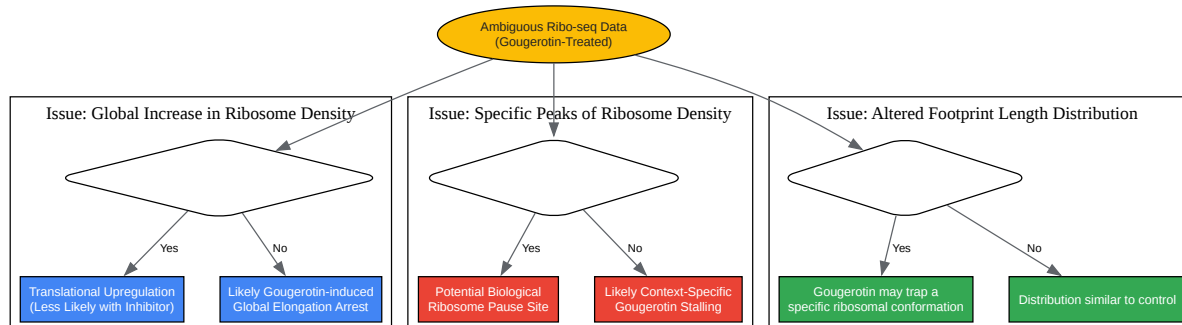 Ambiguous Ribo-seq Data
(Gougerotin-Treated)
Issue: Global Increase in Ribosome Density
Yes
No
Translational Upregulation
(Less Likely with Inhibitor)
Likely Gougerotin-induced
Global Elongation Arrest
Issue: Specific Peaks of Ribosome Density
Yes
No
Potential Biological
Ribosome Pause Site
Likely Context-Specific
Gougerotin Stalling
Issue: Altered Footprint Length Distribution
Yes
No
Gougerotin may trap a
specific ribosomal conformation
Distribution similar to control